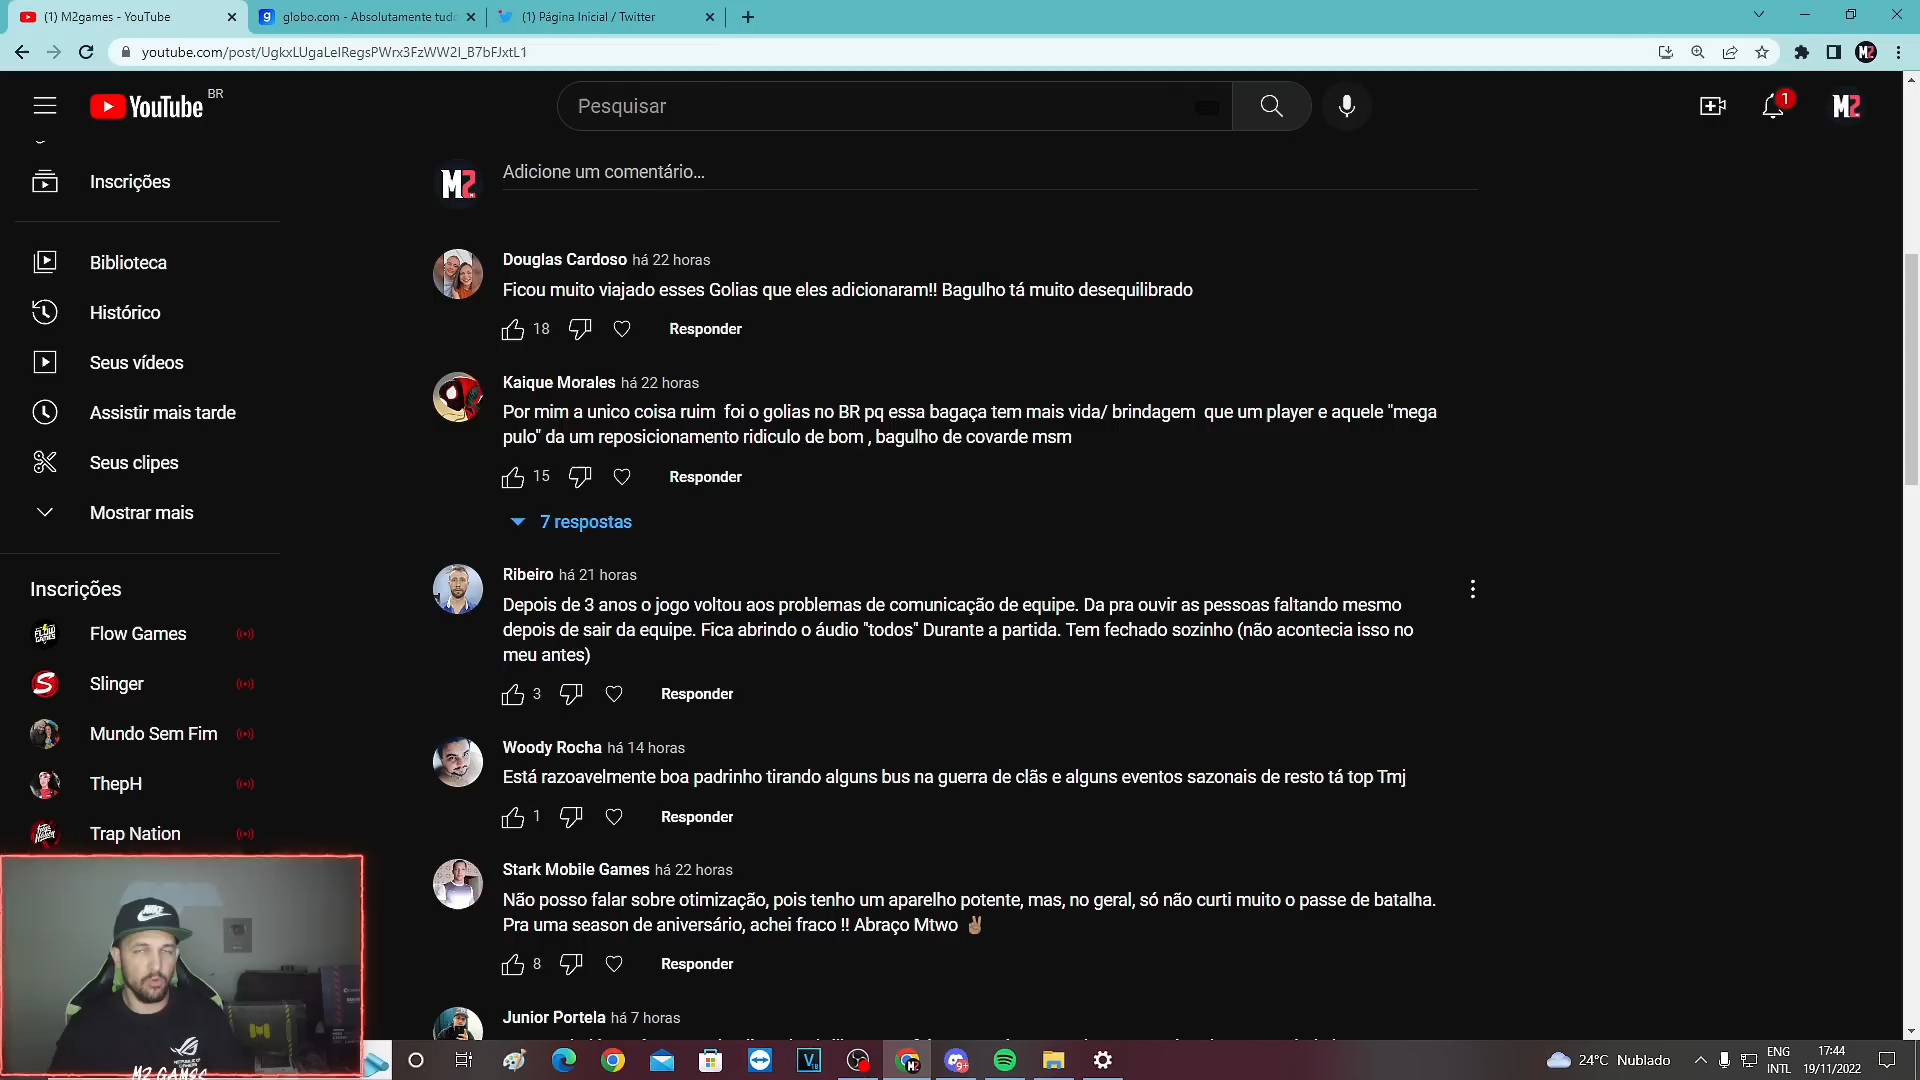 (1) M2games - YouTube
globo.com - Absolutamente tudo
(1) Página Inicial / Twitter
youtube.com/post/UgkxLUgaLelRegsPWrx3FzWW2I_B7bFJxtL1
YouTube
BR
Pesquisar
1
M2
Inscrições
Biblioteca
Histórico
Seus vídeos
Assistir mais tarde
Seus clipes
Mostrar mais
Inscrições
Flow Games
Slinger
Mundo Sem Fim
ThepH
Trap Nation
M2
Adicione um comentário...
Douglas Cardoso há 22 horas
Ficou muito viajado esses Golias que eles adicionaram!! Bagulho tá muito desequilibrado
18
Responder
Kaique Morales há 22 horas
Por mim a unico coisa ruim foi o golias no BR pq essa bagaça tem mais vida/ brindagem que um player e aquele "mega
pulo" da um reposicionamento ridiculo de bom , bagulho de covarde msm
15
Responder
7 respostas
Ribeiro há 21 horas
Depois de 3 anos o jogo voltou aos problemas de comunicação de equipe. Da pra ouvir as pessoas faltando mesmo
depois de sair da equipe. Fica abrindo o áudio "todos" Durante a partida. Tem fechado sozinho (não acontecia isso no
meu antes)
3
Responder
Woody Rocha há 14 horas
Está razoavelmente boa padrinho tirando alguns bus na guerra de clãs e alguns eventos sazonais de resto tá top Tmj
1
Responder
Stark Mobile Games há 22 horas
Não posso falar sobre otimização, pois tenho um aparelho potente, mas, no geral, só não curti muito o passe de batalha.
Pra uma season de aniversário, achei fraco !! Abraço Mtwo ✌🏽
8
Responder
Junior Portela há 7 horas
M2 GAMES
24°C Nublado
ENG
INTL
17:44
19/11/2022